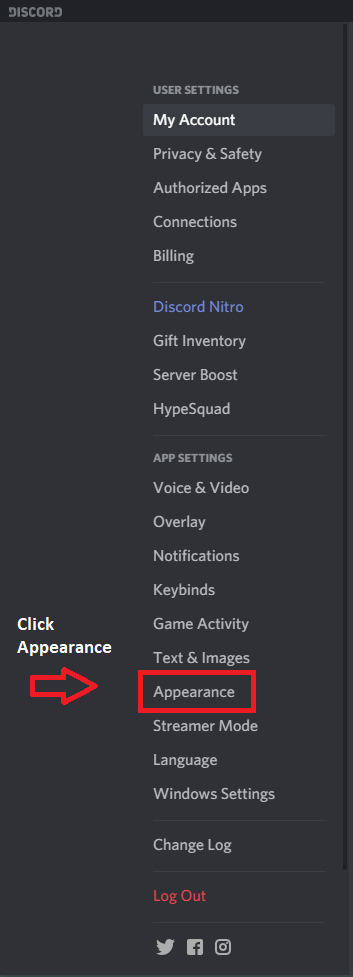 DISCORD
USER SETTINGS
My Account
Privacy & Safety
Authorized Apps
Connections
Billing
Discord Nitro
Gift Inventory
Server Boost
HypeSquad
APP SETTINGS
Voice & Video
Overlay
Notifications
Keybinds
Game Activity
Text & Images
Click
Appearance
Appearance
Streamer Mode
Language
Windows Settings
Change Log
Log Out